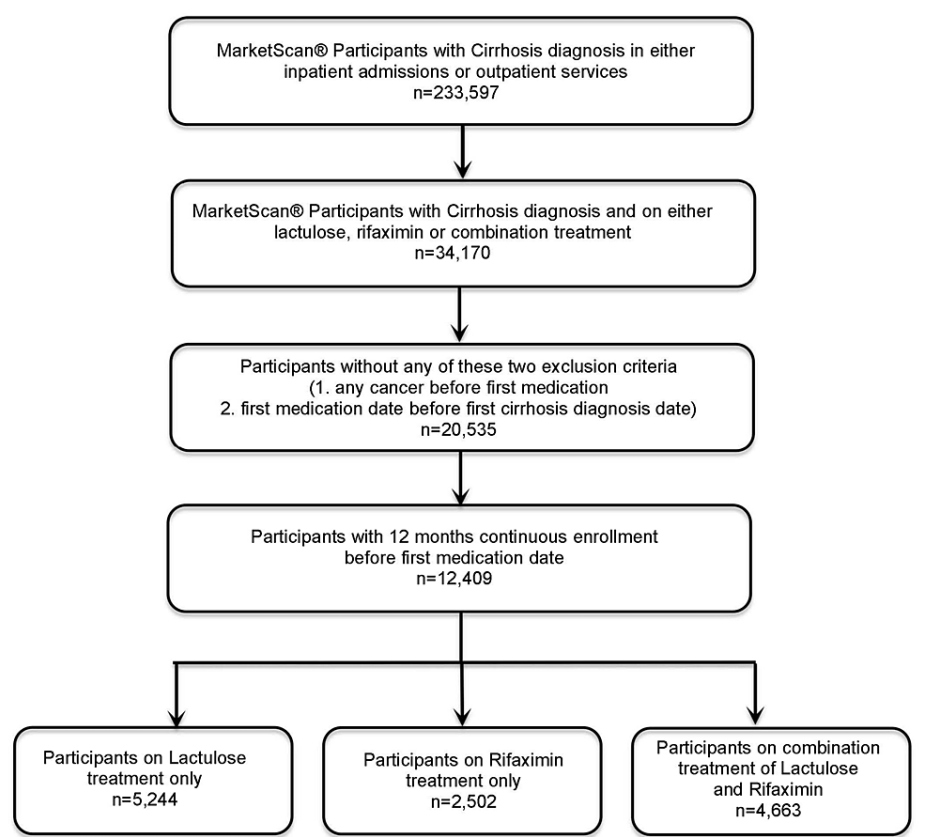 MarketScan® Participants with Cirrhosis diagnosis in either
inpatient admissions or outpatient services
n=233,597
MarketScan® Participants with Cirrhosis diagnosis and on either
lactulose, rifaximin or combination treatment
n=34,170
Participants without any of these two exclusion criteria
(1. any cancer before first medication
2. first medication date before first cirrhosis diagnosis date)
n=20,535
Participants with 12 months continuous enrollment
before first medication date
n=12,409
Participants on Lactulose
treatment only
n=5,244
Participants on Rifaximin
treatment only
n=2,502
Participants on combination
treatment of Lactulose
and Rifaximin
n=4,663